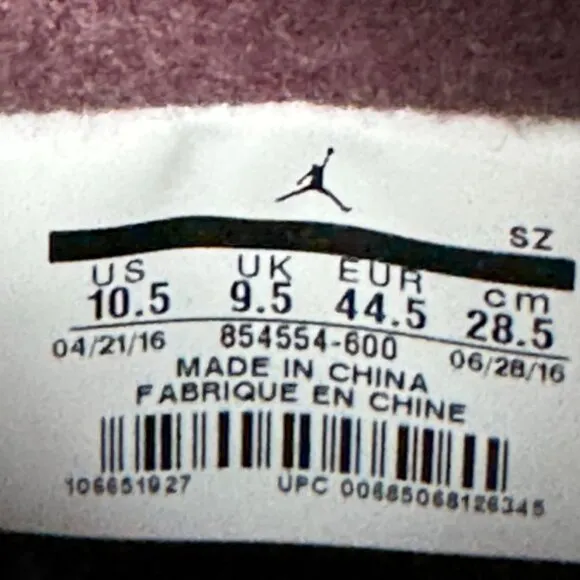 SZ
US UK EUR cm
10.5 9.5 44.5 28.5
04/21/16 854554-600 06/28/16
MADE IN CHINA
FABRIQUE EN CHINE
106651927 UPC 00685068126345